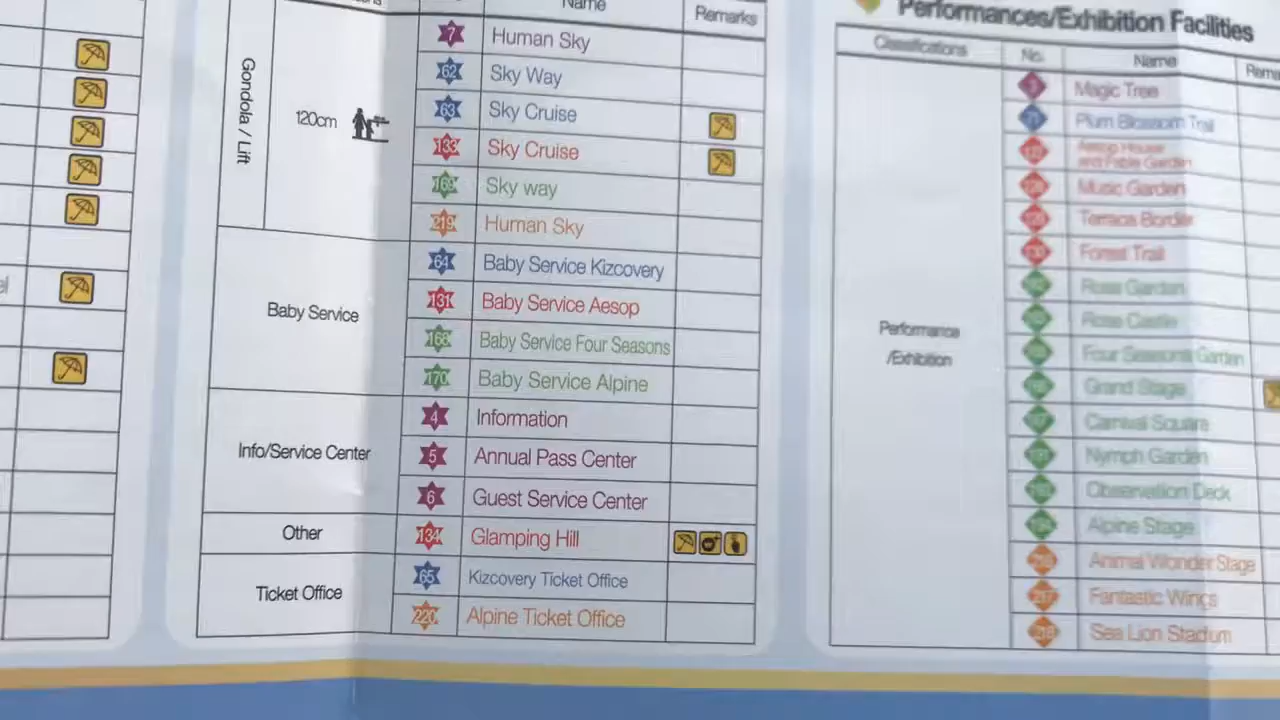 Name
Remarks
Gondola / Lift
120cm
7 Human Sky
62 Sky Way
63 Sky Cruise
133 Sky Cruise
169 Sky way
219 Human Sky
Baby Service
64 Baby Service Kizcovery
131 Baby Service Aesop
168 Baby Service Four Seasons
170 Baby Service Alpine
Info/Service Center
4 Information
5 Annual Pass Center
6 Guest Service Center
Other
134 Glamping Hill
Ticket Office
65 Kizcovery Ticket Office
220 Alpine Ticket Office
Performances/Exhibition Facilities
Classifications
No.
Name
Performance
/Exhibition
Magic Tree
Plum Blossom Trail
Aesop House
and Fable Garden
Music Garden
Terrace Border
Forest Trail
Rose Garden
Rose Castle
Four Seasons Garden
Grand Stage
Carnival Square
Nymph Garden
Observation Deck
Alpine Stage
Animal Wonder Stage
Fantastic Wings
Sea Lion Stadium